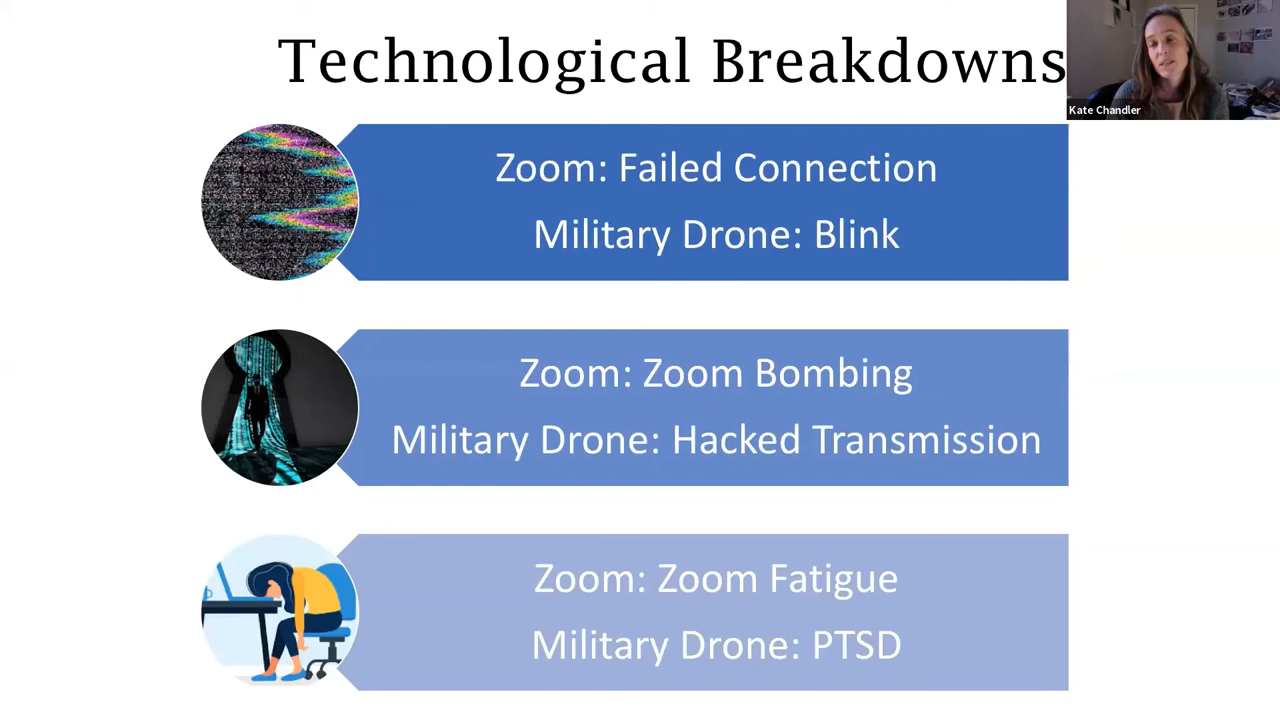 Technological Breakdowns
Kate Chandler
Zoom: Failed Connection
Military Drone: Blink
Zoom: Zoom Bombing
Military Drone: Hacked Transmission
Zoom: Zoom Fatigue
Military Drone: PTSD